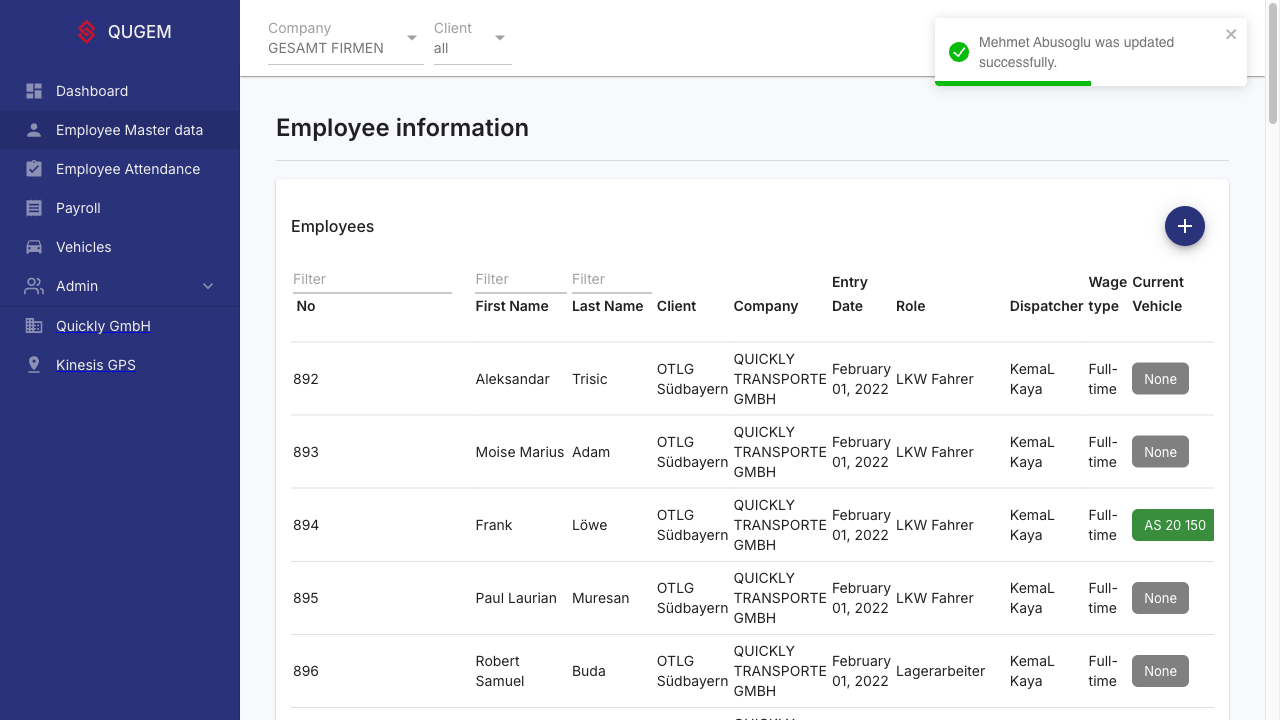 QUGEM
Dashboard
Employee Master data
Employee Attendance
Payroll
Vehicles
Admin
Quickly GmbH
Kinesis GPS
Company
GESAMT FIRMEN
Client
all
Mehmet Abusoglu was updated
successfully.
Employee information
Employees
Filter Filter Filter
No First Name Last Name Client Company Entry Date Role Dispatcher Wage type Current Vehicle
892 Aleksandar Trisic OTLG Südbayern QUICKLY TRANSPORTE GMBH February 01, 2022 LKW Fahrer KemaL Kaya Full-time None
893 Moise Marius Adam OTLG Südbayern QUICKLY TRANSPORTE GMBH February 01, 2022 LKW Fahrer KemaL Kaya Full-time None
894 Frank Löwe OTLG Südbayern QUICKLY TRANSPORTE GMBH February 01, 2022 LKW Fahrer KemaL Kaya Full-time AS 20 150
895 Paul Laurian Muresan OTLG Südbayern QUICKLY TRANSPORTE GMBH February 01, 2022 LKW Fahrer KemaL Kaya Full-time None
896 Robert Samuel Buda OTLG Südbayern QUICKLY TRANSPORTE GMBH February 01, 2022 Lagerarbeiter KemaL Kaya Full-time None